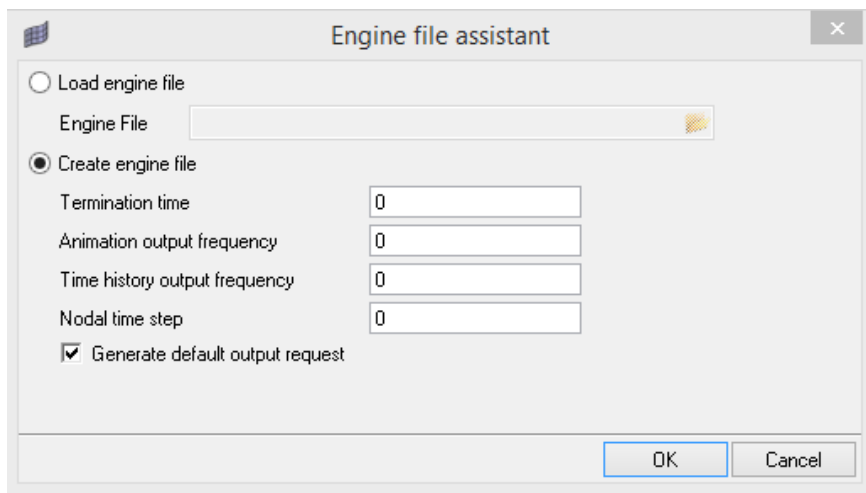 Engine file assistant
Load engine file
Engine File
Create engine file
Termination time 0
Animation output frequency 0
Time history output frequency 0
Nodal time step 0
Generate default output request
OK Cancel